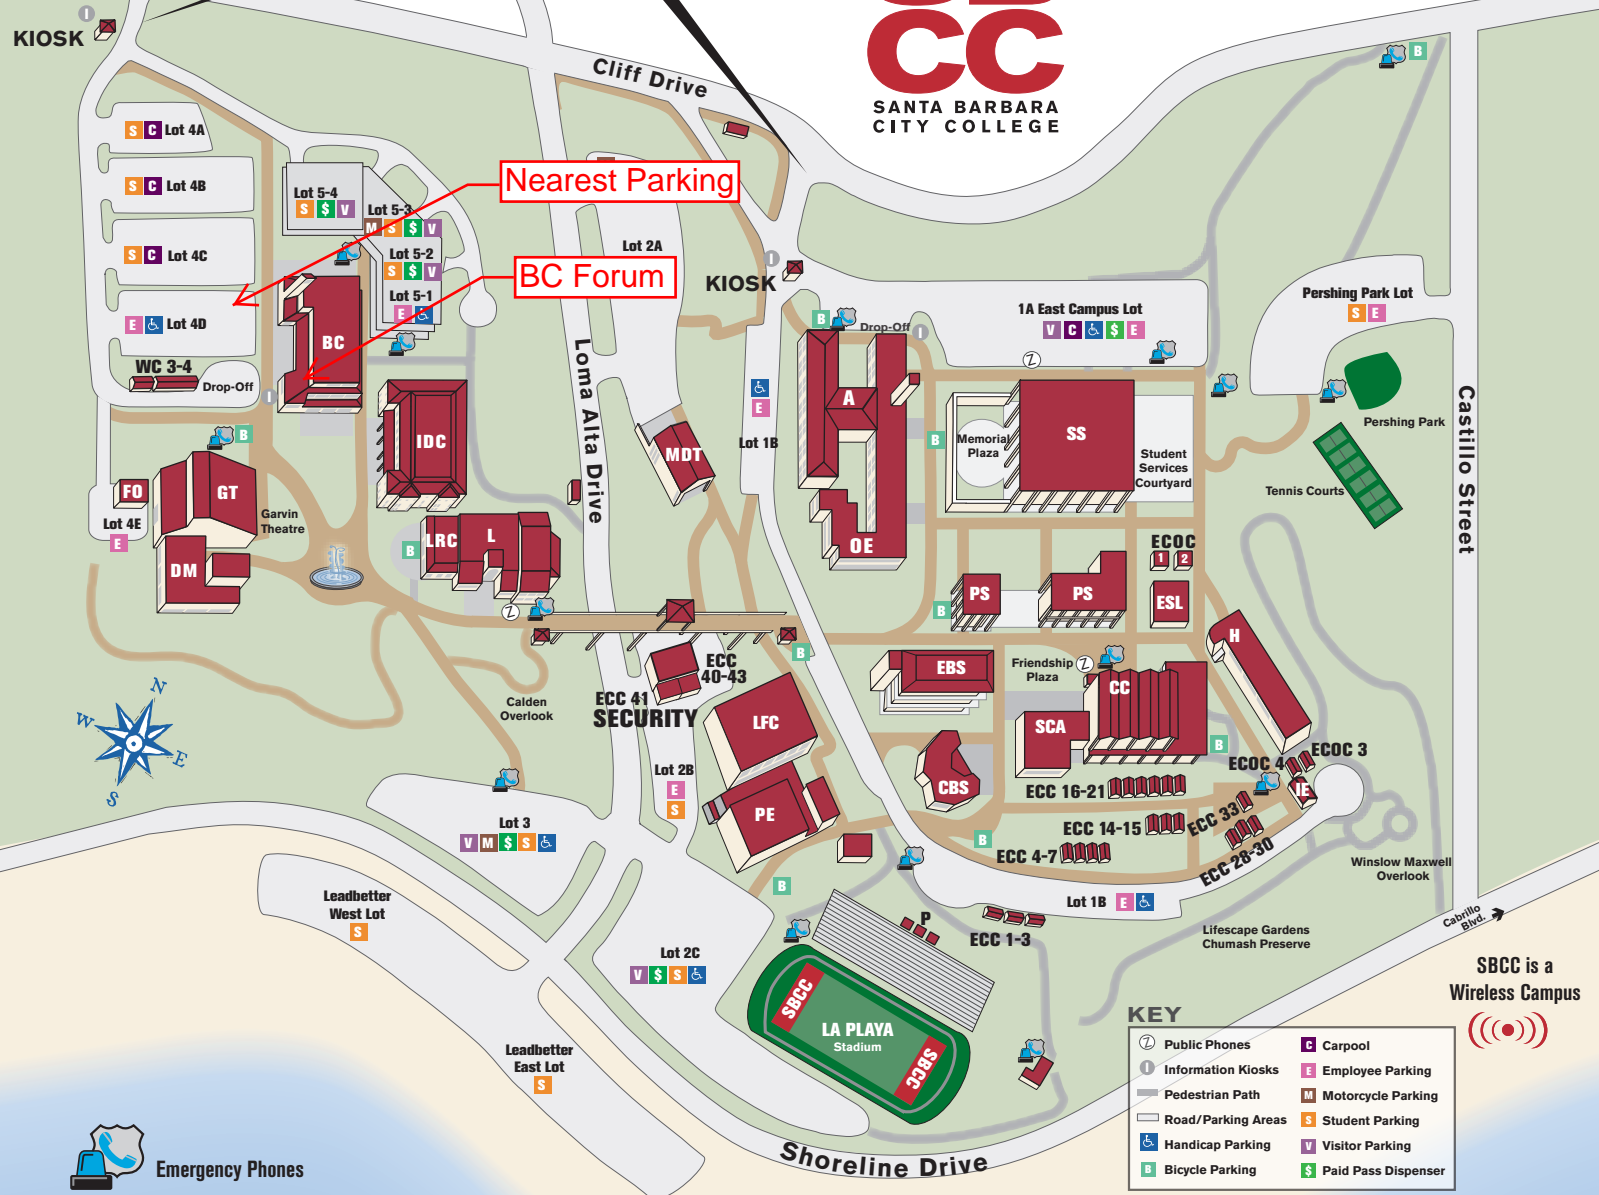 I
KIOSK
CC
SANTA BARBARA
CITY COLLEGE
Cliff Drive
B
S C Lot 4A
S C Lot 4B
S C Lot 4C
E Lot 4D
Lot 5-4
S $ V
Lot 5-3
M S $ V
Lot 5-2
S $ V
Lot 5-1
E
Nearest Parking
BC Forum
Lot 2A
I
KIOSK
BC
WC 3-4
Drop-Off
I
B
Drop-Off
I
1A East Campus Lot
V C $ E
Z
Pershing Park Lot
S E
Pershing Park
Tennis Courts
Castillo Street
Loma Alta Drive
E
Lot 1B
A
OE
B
Memorial
Plaza
SS
Student
Services
Courtyard
MDT
IDC
B
FO
GT
Garvin
Theatre
Lot 4E
E
DM
B
LRC
L
Z
ECOC
1
2
PS
PS
ESL
B
H
EBS
Friendship
Plaza
Z
CC
SCA
B
CBS
B
ECC
40-43
ECC 41
SECURITY
Calden
Overlook
LFC
PE
Lot 2B
E
S
N
W
E
S
Lot 3
V M $ S
ECOC 3
ECOC 4
IE
ECC 16-21
ECC 33
ECC 14-15
ECC 28-30
ECC 4-7
B
Winslow Maxwell
Overlook
B
Lot 1B E
P
ECC 1-3
Lifescape Gardens
Chumash Preserve
Cabrillo
Blvd.
Leadbetter
West Lot
S
Lot 2C
V $ S
SBCC
LA PLAYA
Stadium
SBCC
Leadbetter
East Lot
S
Shoreline Drive
Emergency Phones
SBCC is a
Wireless Campus
KEY
Z Public Phones
I Information Kiosks
Pedestrian Path
Road/Parking Areas
Handicap Parking
B Bicycle Parking
C Carpool
E Employee Parking
M Motorcycle Parking
S Student Parking
V Visitor Parking
$ Paid Pass Dispenser